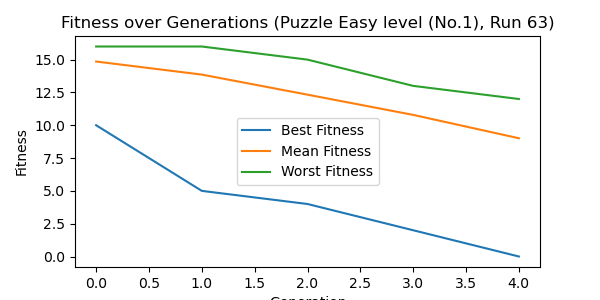 Fitness over Generations (Puzzle Easy level (No.1), Run 63)
Fitness
15.0
12.5
10.0
7.5
5.0
2.5
0.0
Best Fitness
Mean Fitness
Worst Fitness
0.0 0.5 1.0 1.5 2.0 2.5 3.0 3.5 4.0
Generation